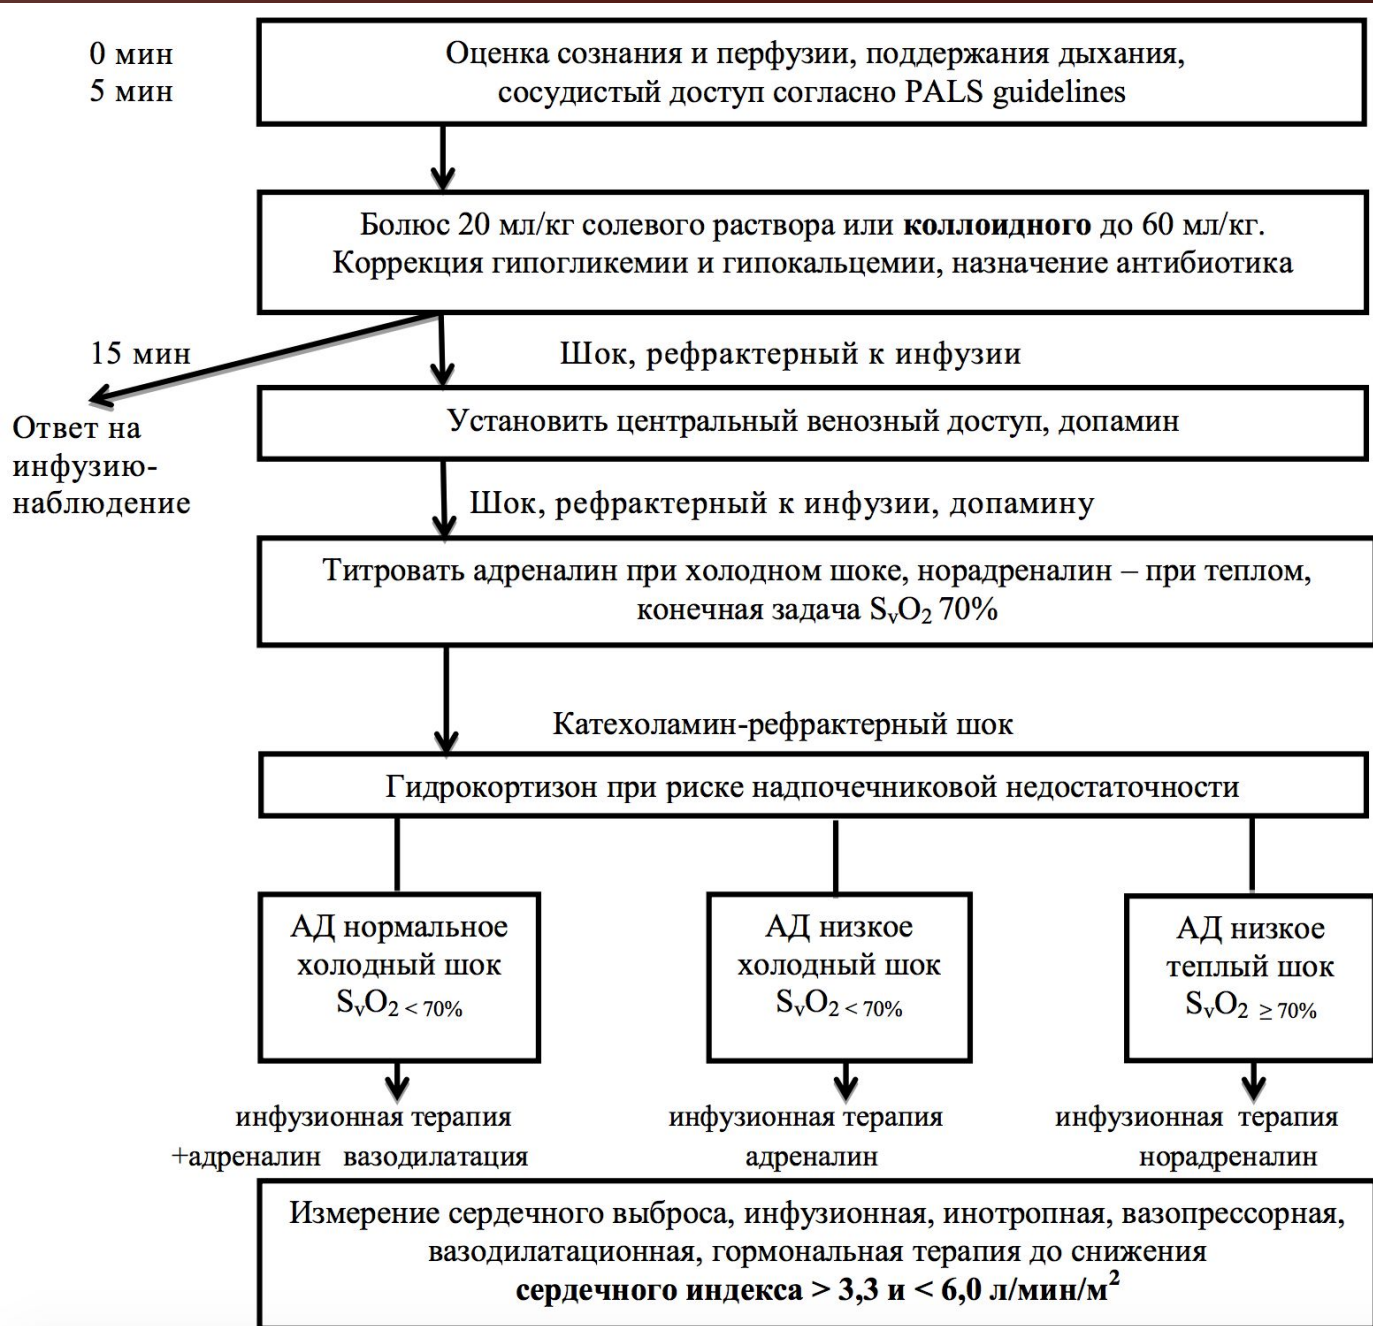 0 мин
5 мин
Оценка сознания и перфузии, поддержания дыхания,
сосудистый доступ согласно PALS guidelines
Болюс 20 мл/кг солевого раствора или коллоидного до 60 мл/кг.
Коррекция гипогликемии и гипокальцемии, назначение антибиотика
15 мин
Шок, рефрактерный к инфузии
Ответ на
инфузию-
наблюдение
Установить центральный венозный доступ, допамин
Шок, рефрактерный к инфузии, допамину
Титровать адреналин при холодном шоке, норадреналин – при теплом,
конечная задача SvO2 70%
Катехоламин-рефрактерный шок
Гидрокортизон при риске надпочечниковой недостаточности
АД нормальное
холодный шок
SvO2 < 70%
АД низкое
холодный шок
SvO2 < 70%
АД низкое
теплый шок
SvO2 ≥ 70%
инфузионная терапия
+адреналин вазодилатация
инфузионная терапия
адреналин
инфузионная терапия
норадреналин
Измерение сердечного выброса, инфузионная, инотропная, вазопрессорная,
вазодилатационная, гормональная терапия до снижения
сердечного индекса > 3,3 и < 6,0 л/мин/м²